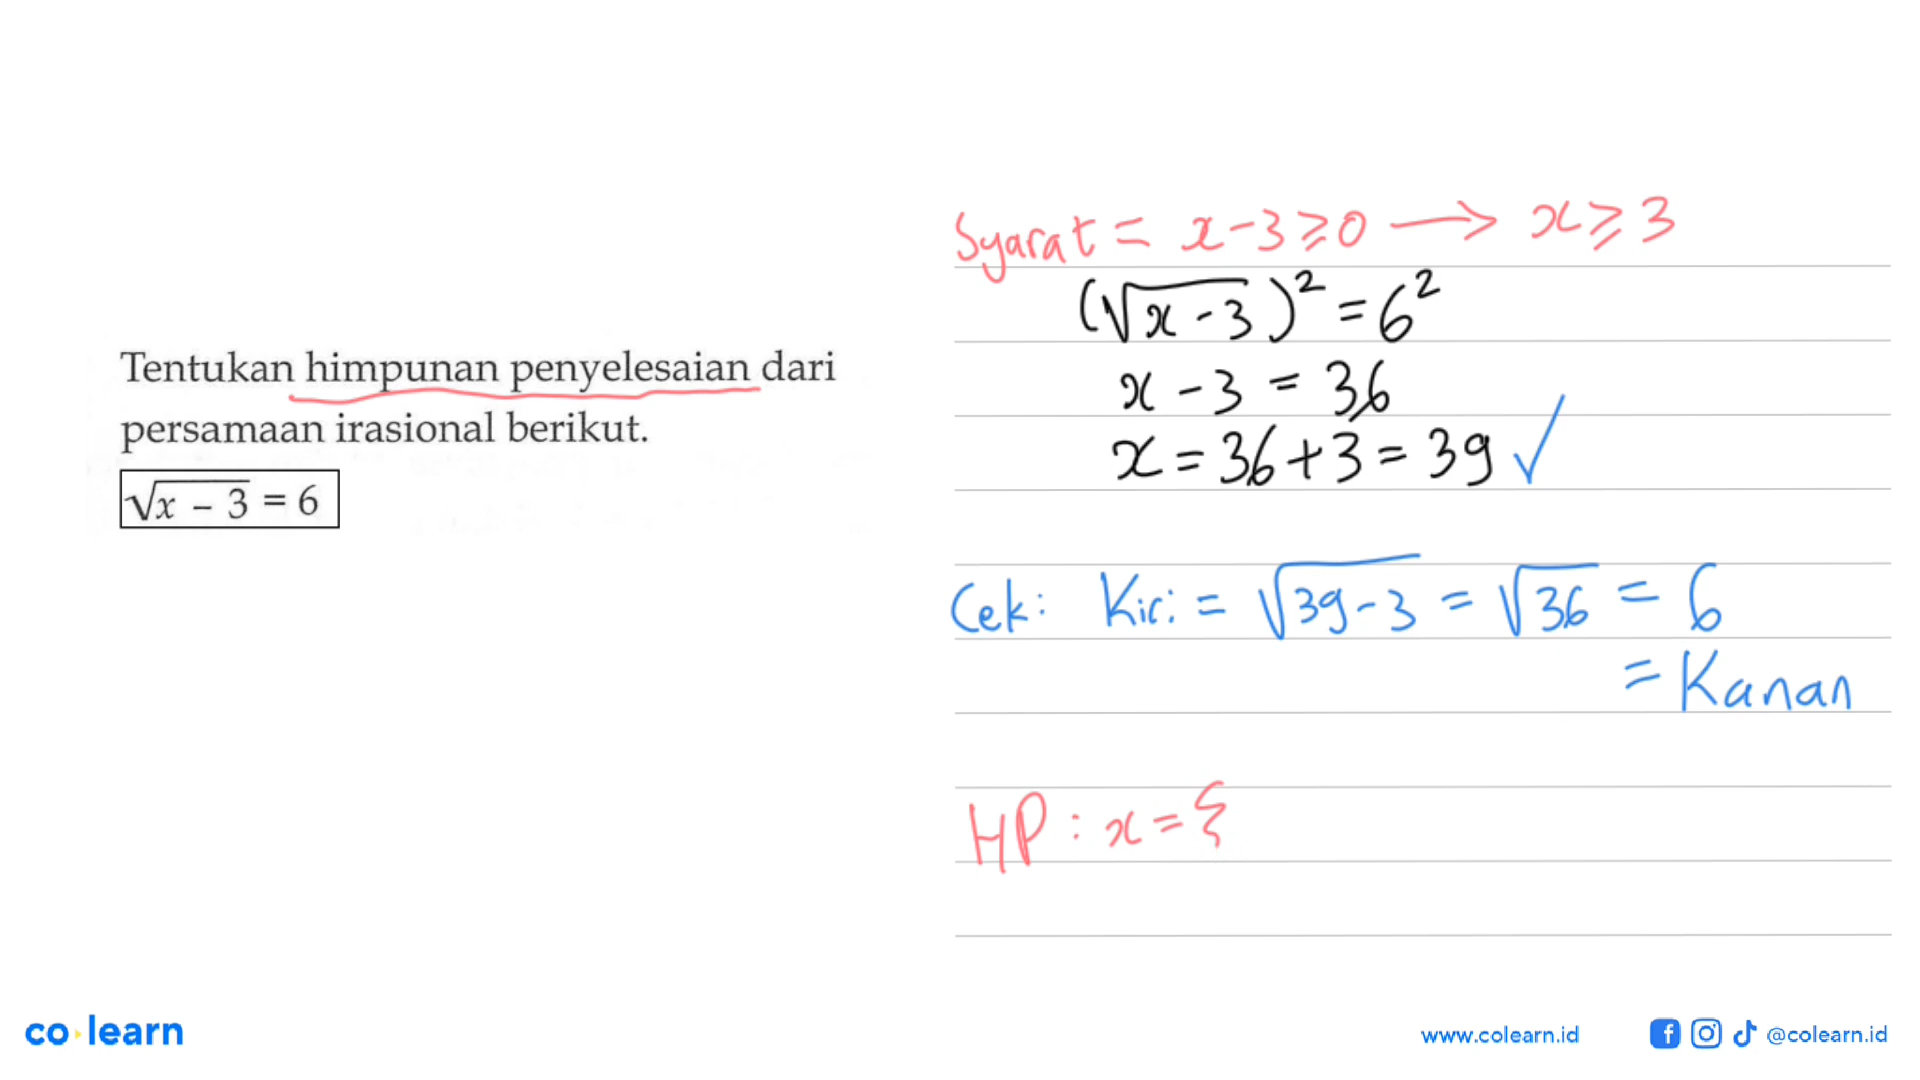 Tentukan himpunan penyelesaian dari
persamaan irasional berikut.
√(x − 3) = 6
Syarat = x-3≥0 → x≥3
(√(x-3))² = 6²
x - 3 = 36
x = 36+3 = 39 ✓
Cek: Kiri = √(39-3) = √36 = 6
= Kanan
HP : x = {
co learn
www.colearn.id
@colearn.id